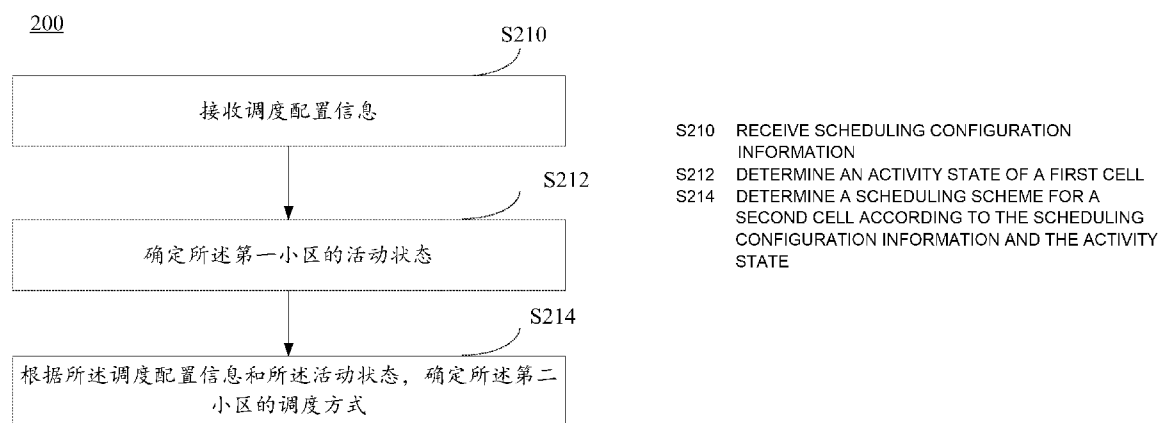 200
S210
接收调度配置信息
S212
确定所述第一小区的活动状态
S214
根据所述调度配置信息和所述活动状态，确定所述第二
小区的调度方式
S210 RECEIVE SCHEDULING CONFIGURATION
INFORMATION
S212 DETERMINE AN ACTIVITY STATE OF A FIRST CELL
S214 DETERMINE A SCHEDULING SCHEME FOR A
SECOND CELL ACCORDING TO THE SCHEDULING
CONFIGURATION INFORMATION AND THE ACTIVITY
STATE